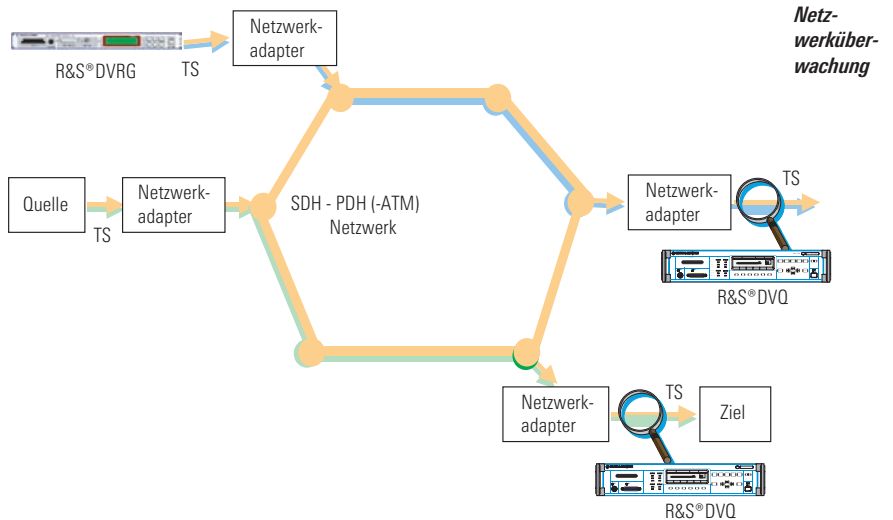 Netz-
werküber-
wachung
Netzwerk-
adapter
R&S®DVRG
TS
Quelle
TS
Netzwerk-
adapter
SDH - PDH (-ATM)
Netzwerk
Netzwerk-
adapter
TS
R&S®DVQ
Netzwerk-
adapter
TS
Ziel
R&S®DVQ